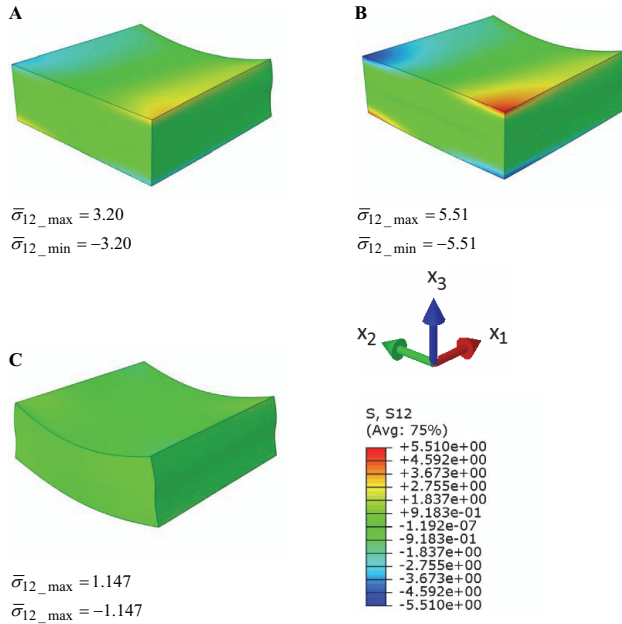 A
σ̅12_max = 3.20
σ̅12_min = −3.20
B
σ̅12_max = 5.51
σ̅12_min = −5.51
x3
x2
x1
C
σ̅12_max = 1.147
σ̅12_max = −1.147
S, S12
(Avg: 75%)
+5.510e+00
+4.592e+00
+3.673e+00
+2.755e+00
+1.837e+00
+9.183e-01
-1.192e-07
-9.183e-01
-1.837e+00
-2.755e+00
-3.673e+00
-4.592e+00
-5.510e+00